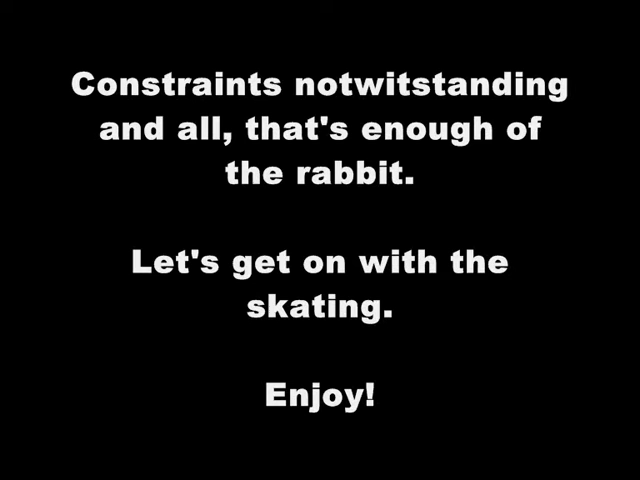 Constraints notwitstanding
and all, that's enough of
the rabbit.
Let's get on with the
skating.
Enjoy!